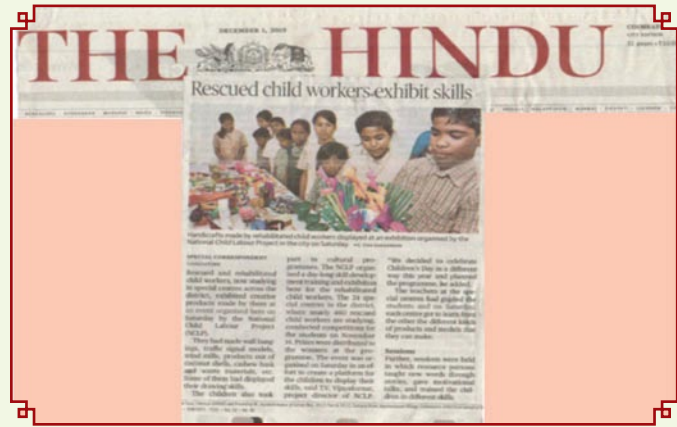 DECEMBER 1, 2019
THE HINDU
CITY EDITION
Rescued child workers exhibit skills
Handicrafts made by rehabilitated child workers displayed at an exhibition organised by the
National Child Labour Project in the city on Saturday
SPECIAL CORRESPONDENT
Rescued and rehabilitated
child workers, now studying
in special centres across the
district, exhibited creative
products made by them at
an event organised here on
Saturday by the National
Child Labour Project
(NCLP).
They had made wall hang-
ings, traffic signal models,
wind mills, products out of
coconut shells, cashew husk
and waste materials, etc.
Some of them had displayed
their drawing skills.
The children also took
part in cultural pro-
grammes. The NCLP organ-
ised a day-long skill develop-
ment training and exhibition
here for the rehabilitated
child workers. The 24 spe-
cial centres in the district,
where nearly 600 rescued
child workers are studying,
conducted competitions for
the students on November
14. Prizes were distributed to
the winners at the pro-
gramme. The event was or-
ganised on Saturday in an ef-
fort to create a platform for
the children to display their
skills, said T.V. Vijayakumar,
project director of NCLP.
"We decided to celebrate
Children's Day in a different
way this year and planned
the programme, he added.
The teachers at the spe-
cial centres had guided the
students and on Saturday,
each centre got to learn from
the other the different kinds
of products and models that
they can make.
Sessions
Further, sessions were held
in which resource persons
taught new words through
stories, gave motivational
talks, and trained the chil-
dren in different skills.